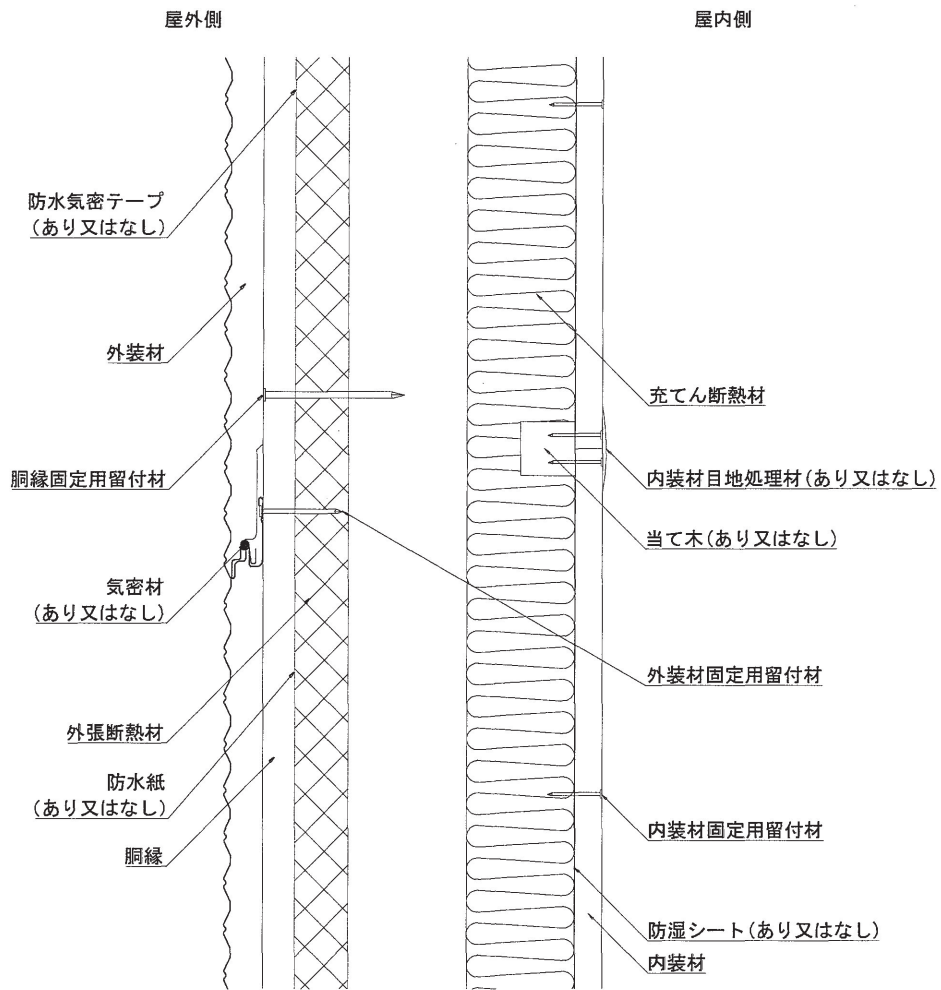 屋外側
屋内側
防水気密テープ
(あり又はなし)
外装材
胴縁固定用留付材
気密材
(あり又はなし)
外張断熱材
防水紙
(あり又はなし)
胴縁
充てん断熱材
内装材目地処理材(あり又はなし)
当て木(あり又はなし)
外装材固定用留付材
内装材固定用留付材
防湿シート(あり又はなし)
内装材